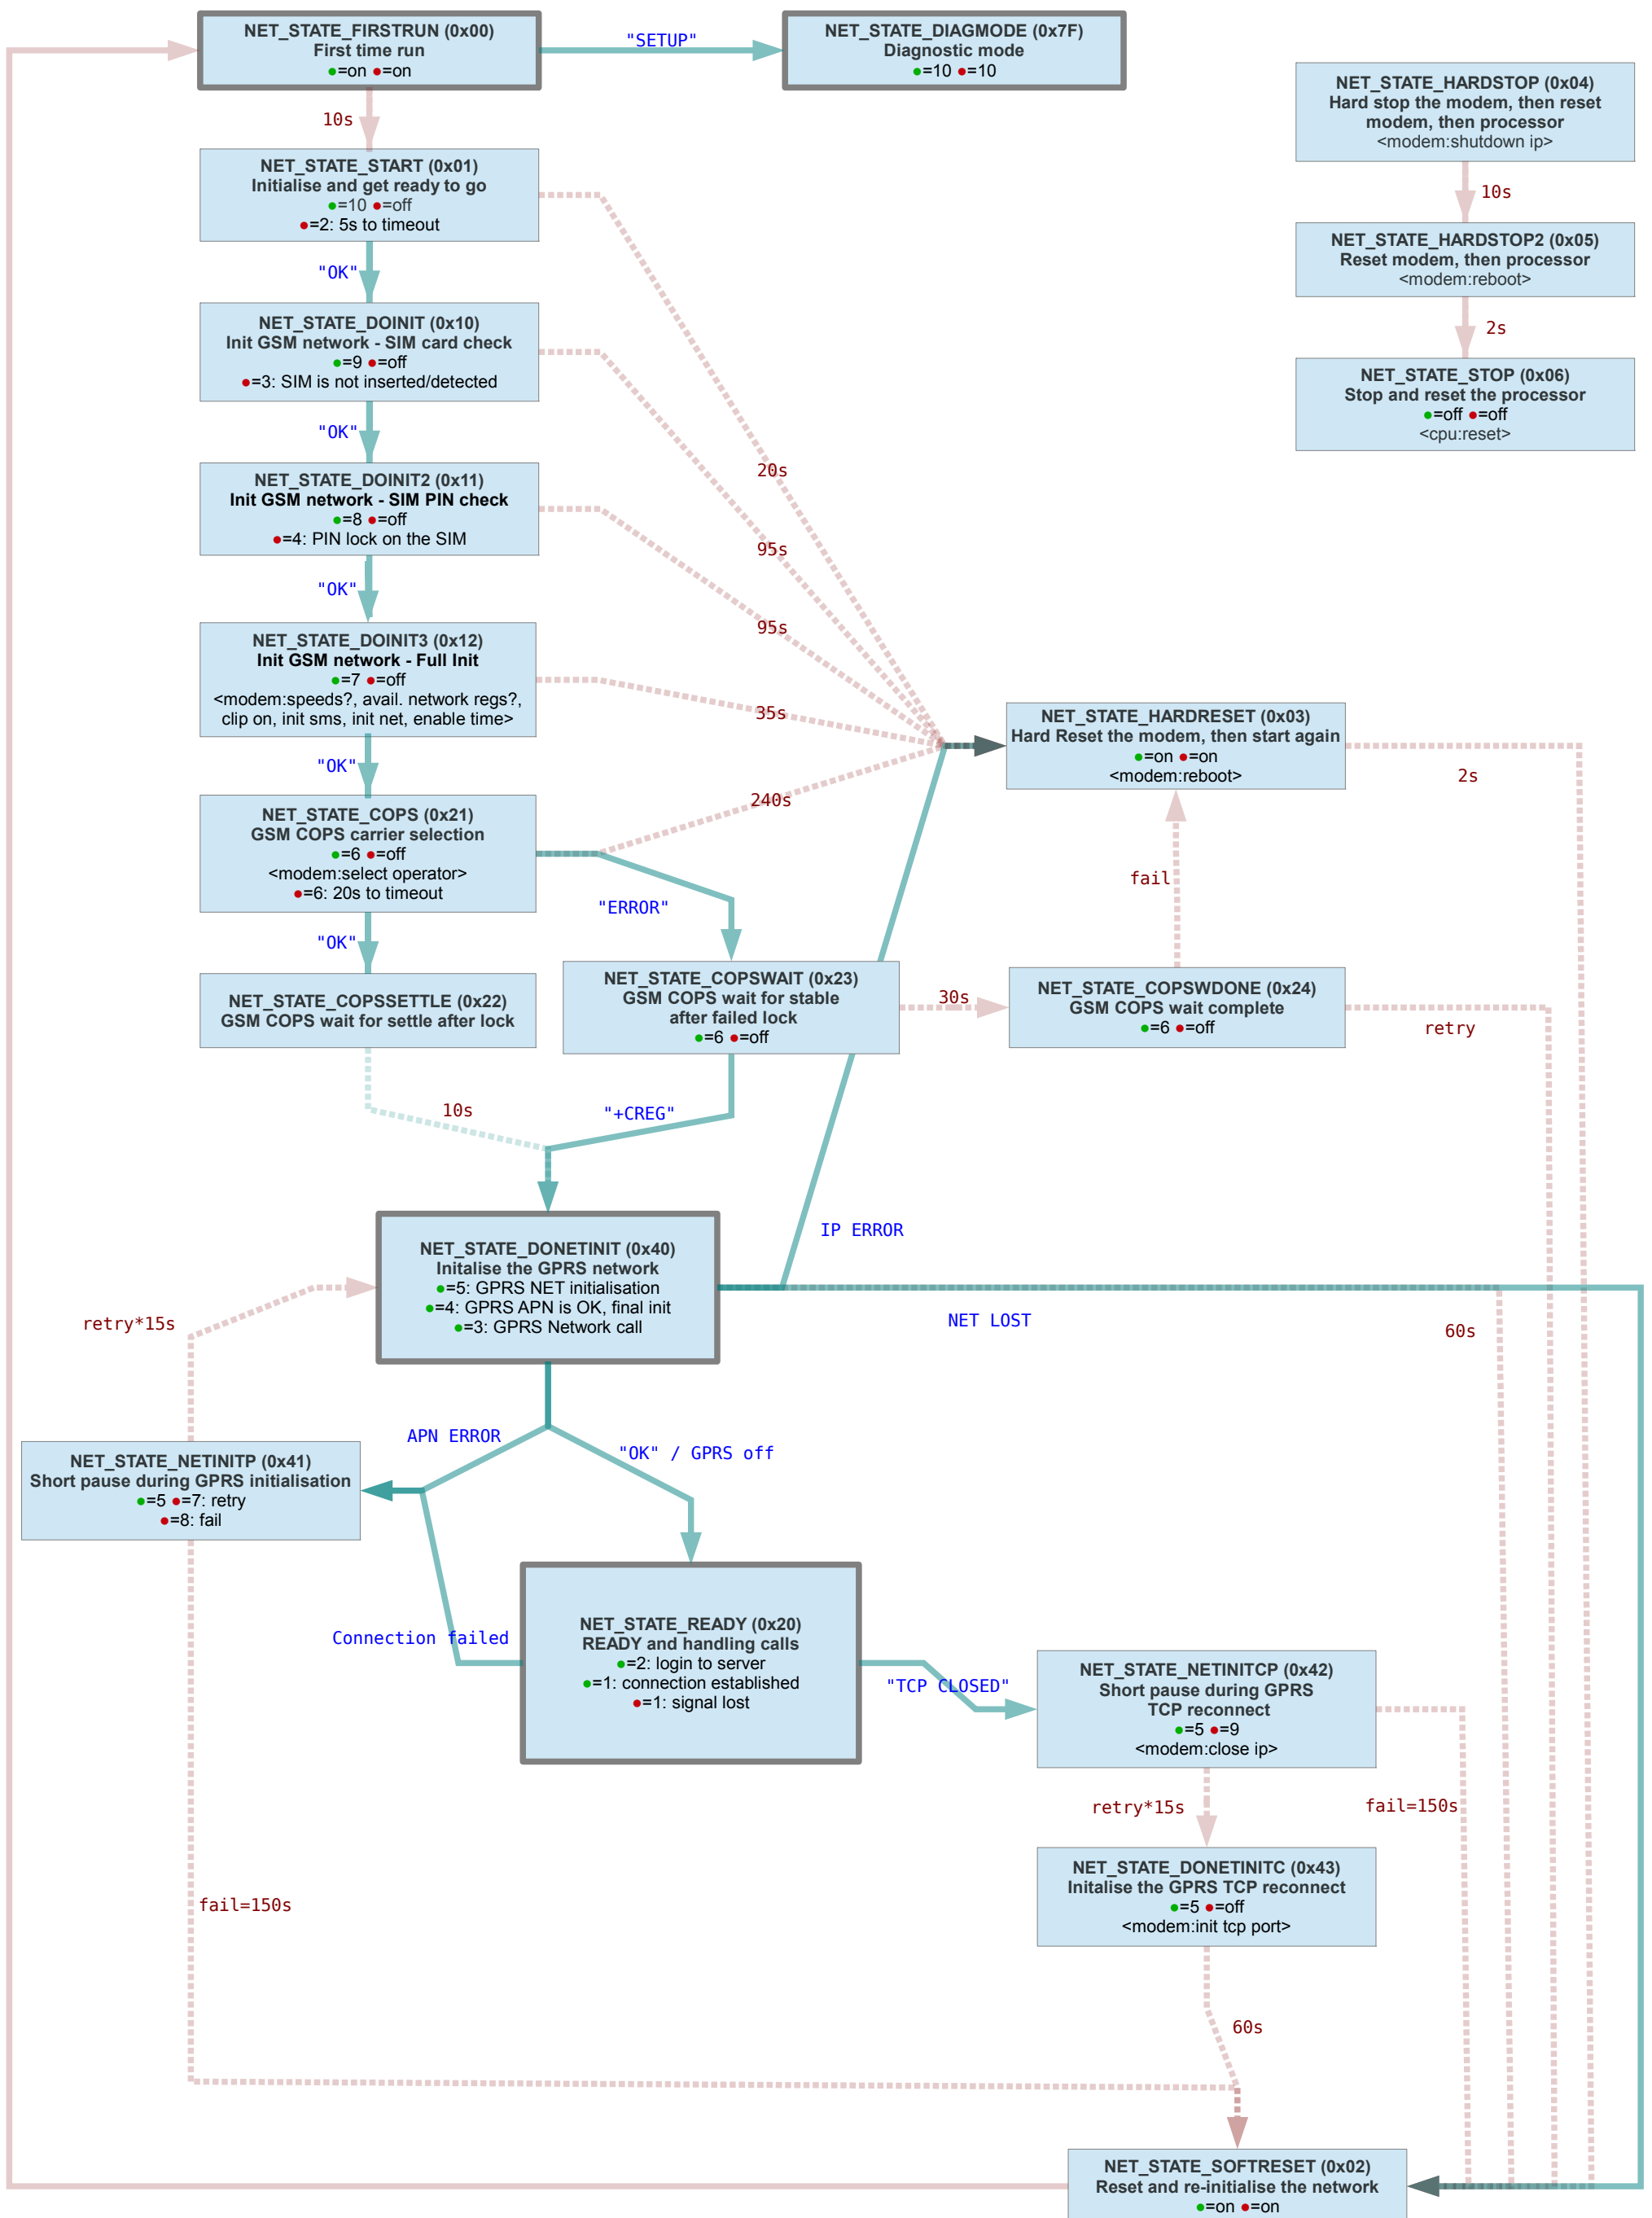 NET_STATE_FIRSTRUN (0x00)
First time run
●=on ●=on
"SETUP"
NET_STATE_DIAGMODE (0x7F)
Diagnostic mode
●=10 ●=10
NET_STATE_HARDSTOP (0x04)
Hard stop the modem, then reset
modem, then processor
<modem:shutdown ip>
10s
NET_STATE_HARDSTOP2 (0x05)
Reset modem, then processor
<modem:reboot>
2s
NET_STATE_STOP (0x06)
Stop and reset the processor
●=off ●=off
<cpu:reset>
10s
NET_STATE_START (0x01)
Initialise and get ready to go
●=10 ●=off
●=2: 5s to timeout
"OK"
NET_STATE_DOINIT (0x10)
Init GSM network - SIM card check
●=9 ●=off
●=3: SIM is not inserted/detected
"OK"
NET_STATE_DOINIT2 (0x11)
Init GSM network - SIM PIN check
●=8 ●=off
●=4: PIN lock on the SIM
"OK"
NET_STATE_DOINIT3 (0x12)
Init GSM network - Full Init
●=7 ●=off
<modem:speeds?, avail. network regs?,
clip on, init sms, init net, enable time>
"OK"
20s
95s
95s
35s
240s
NET_STATE_HARDRESET (0x03)
Hard Reset the modem, then start again
●=on ●=on
<modem:reboot>
2s
NET_STATE_COPS (0x21)
GSM COPS carrier selection
●=6 ●=off
<modem:select operator>
●=6: 20s to timeout
"ERROR"
fail
"OK"
NET_STATE_COPSSETTLE (0x22)
GSM COPS wait for settle after lock
NET_STATE_COPSWAIT (0x23)
GSM COPS wait for stable
after failed lock
●=6 ●=off
30s
NET_STATE_COPSWDONE (0x24)
GSM COPS wait complete
●=6 ●=off
retry
10s
"+CREG"
IP ERROR
NET_STATE_DONETINIT (0x40)
Initalise the GPRS network
●=5: GPRS NET initialisation
●=4: GPRS APN is OK, final init
●=3: GPRS Network call
NET LOST
60s
retry*15s
APN ERROR
"OK" / GPRS off
NET_STATE_NETINITP (0x41)
Short pause during GPRS initialisation
●=5 ●=7: retry
●=8: fail
Connection failed
NET_STATE_READY (0x20)
READY and handling calls
●=2: login to server
●=1: connection established
●=1: signal lost
"TCP CLOSED"
NET_STATE_NETINITCP (0x42)
Short pause during GPRS
TCP reconnect
●=5 ●=9
<modem:close ip>
retry*15s
fail=150s
NET_STATE_DONETINITC (0x43)
Initalise the GPRS TCP reconnect
●=5 ●=off
<modem:init tcp port>
fail=150s
60s
NET_STATE_SOFTRESET (0x02)
Reset and re-initialise the network
●=on ●=on